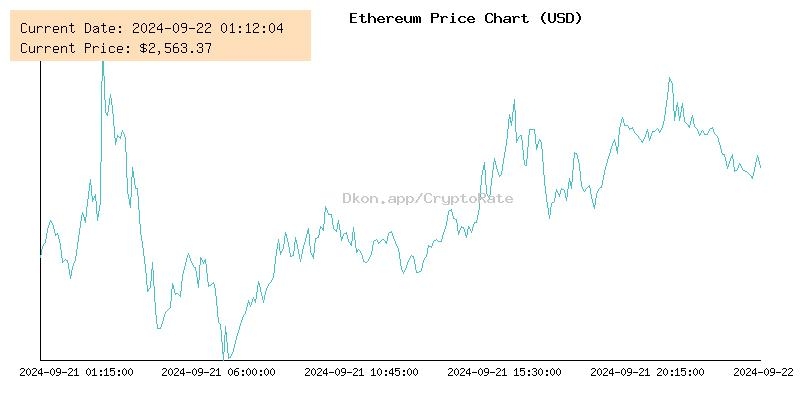 Ethereum Price Chart (USD)
Current Date: 2024-09-22 01:12:04
Current Price: $2,563.37
Dkon.app/CryptoRate
2024-09-21 01:15:00
2024-09-21 06:00:00
2024-09-21 10:45:00
2024-09-21 15:30:00
2024-09-21 20:15:00
2024-09-22